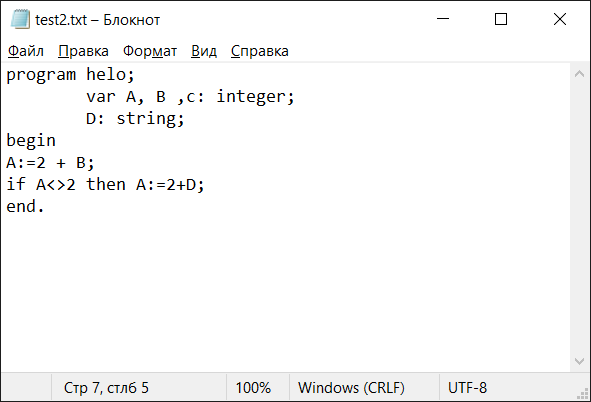 test2.txt – Блокнот
Файл Правка Формат Вид Справка
program helo;
var A, B ,c: integer;
D: string;
begin
A:=2 + B;
if A<>2 then A:=2+D;
end.
Стр 7, стлб 5 100% Windows (CRLF) UTF-8